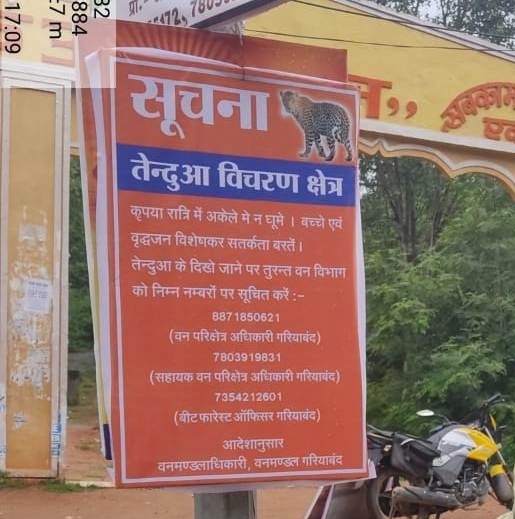 सूचना
तेन्दुआ विचरण क्षेत्र
कृपया रात्रि में अकेले मे न घूमे । बच्चे एवं
वृद्धजन विशेषकर सतर्कता बरतें।
तेन्दुआ के दिखो जाने पर तुरन्त वन विभाग
को निम्न नम्बरों पर सूचित करें :-
8871850621
(वन परिक्षेत्र अधिकारी गरियाबंद)
7803919831
(सहायक वन परिक्षेत्र अधिकारी गरियाबंद)
7354212601
(बीट फारेस्ट ऑफिसर गरियाबंद)
आदेशानुसार
वनमण्डलाधिकारी, वनमण्डल गरियाबंद
17:09